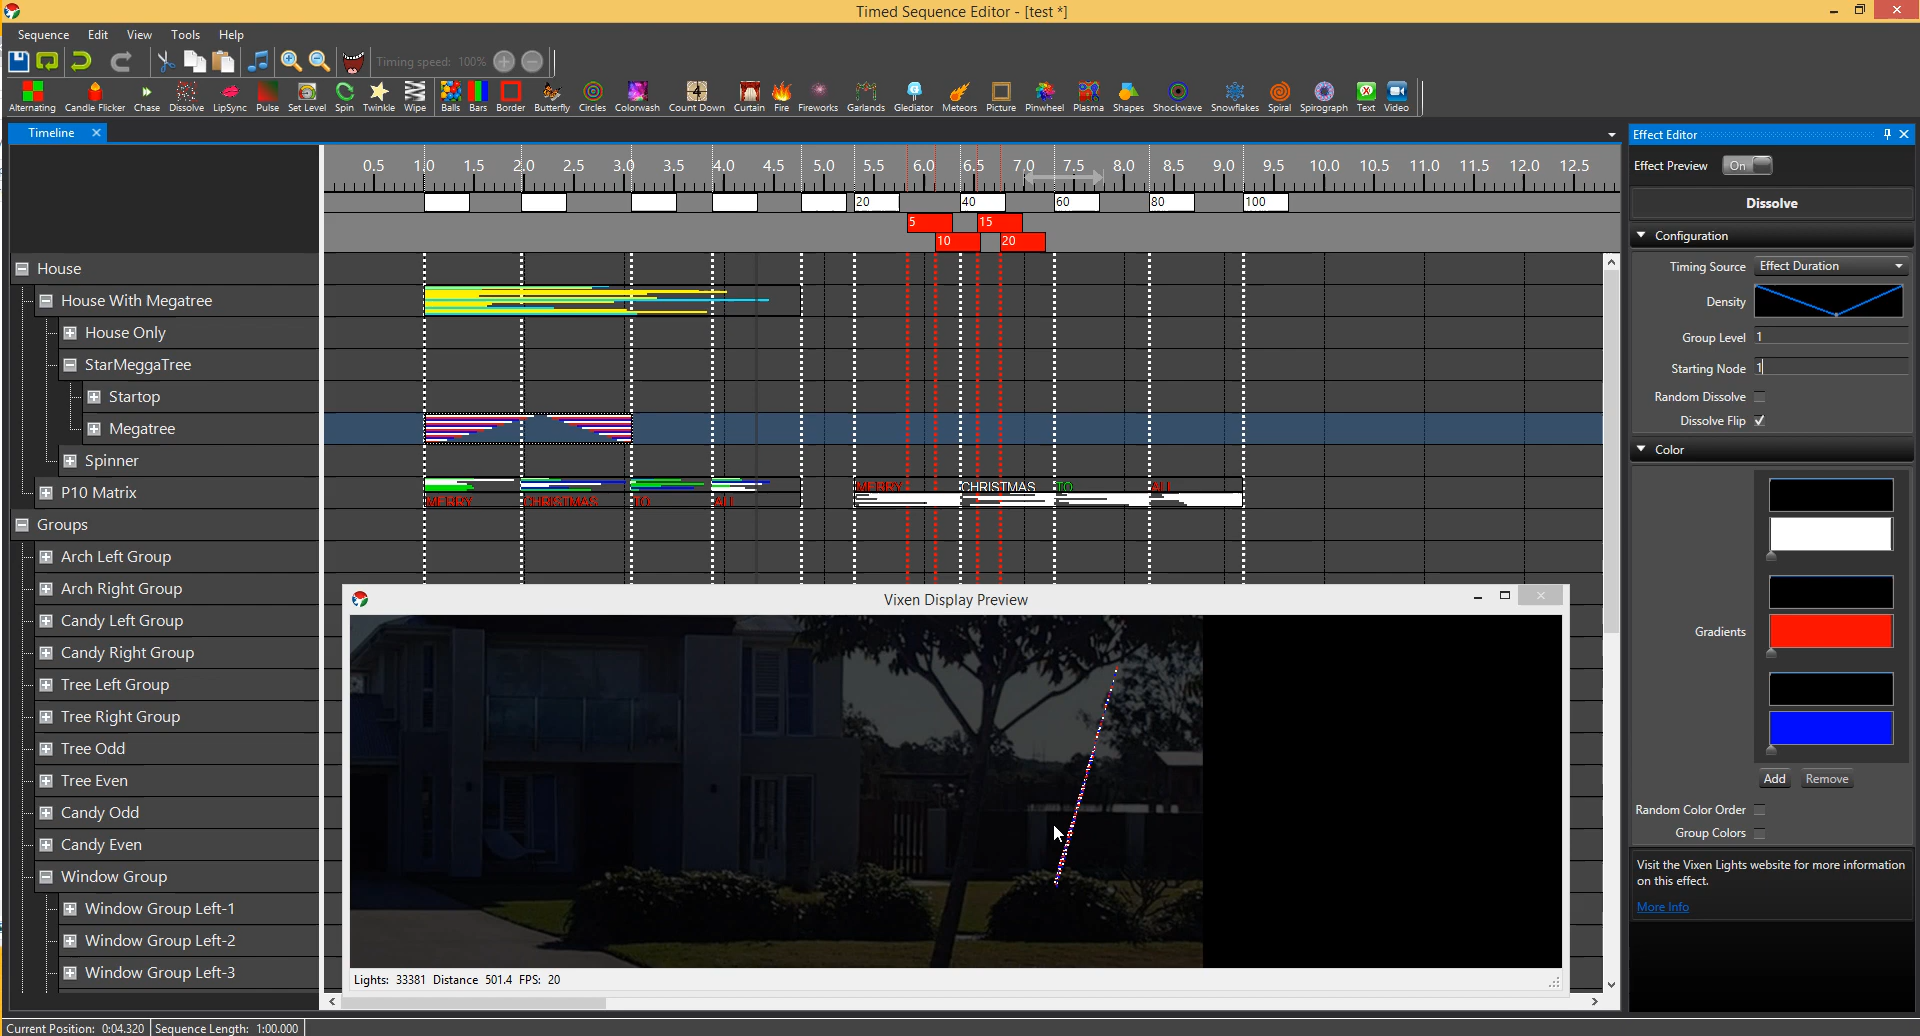 Timed Sequence Editor - [test *]
Sequence Edit View Tools Help
Timing speed: 100%
Alternating Candle Flicker Chase Dissolve LipSync Pulse Set Level Spin Twinkle Wipe Balls Bars Border Butterfly Circles Colorwash Count Down Curtain Fire Fireworks Garlands Glediator Meteors Picture Pinwheel Plasma Shapes Shockwave Snowflakes Spiral Spirograph Text Video
Timeline
0.5 1.0 1.5 2.0 2.5 3.0 3.5 4.0 4.5 5.0 5.5 6.0 6.5 7.0 7.5 8.0 8.5 9.0 9.5 10.0 10.5 11.0 11.5 12.0 12.5
20 40 60 80 100
5 15
10 20
House
House With Megatree
House Only
StarMeggaTree
Startop
Megatree
Spinner
P10 Matrix
MERRY CHRISTMAS TO ALL
MERRY CHRISTMAS TO ALL
Groups
Arch Left Group
Arch Right Group
Candy Left Group
Candy Right Group
Tree Left Group
Tree Right Group
Tree Odd
Tree Even
Candy Odd
Candy Even
Window Group
Window Group Left-1
Window Group Left-2
Window Group Left-3
Vixen Display Preview
Lights: 33381 Distance 501.4 FPS: 20
Effect Editor
Effect Preview On
Dissolve
Configuration
Timing Source Effect Duration
Density
Group Level 1
Starting Node 1
Random Dissolve
Dissolve Flip
Color
Gradients
Add Remove
Random Color Order
Group Colors
Visit the Vixen Lights website for more information
on this effect.
More Info
Current Position: 0:04.320 Sequence Length: 1:00.000